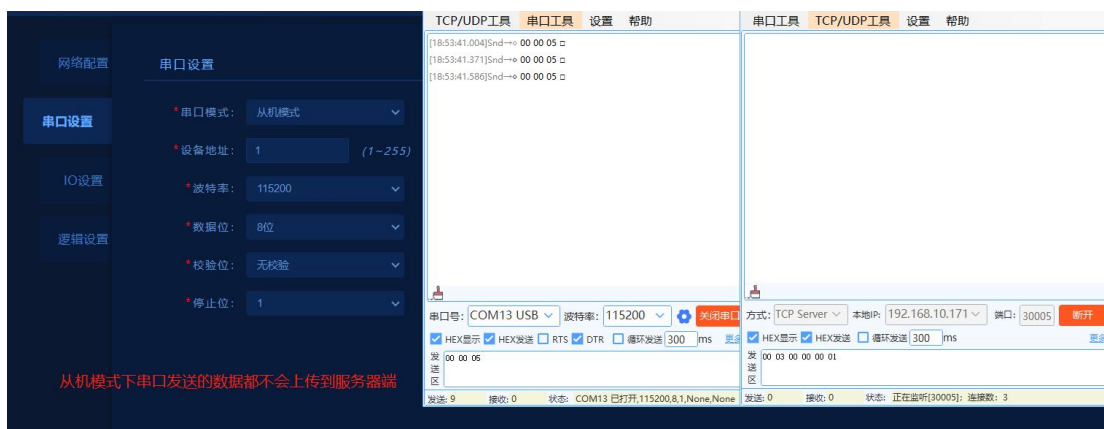 网络配置
串口设置
IO设置
逻辑设置
串口设置
*串口模式: 从机模式
*设备地址: 1 (1~255)
*波特率: 115200
*数据位: 8位
*校验位: 无校验
*停止位: 1
从机模式下串口发送的数据都不会上传到服务器端
TCP/UDP工具 串口工具 设置 帮助
[18:53:41.004]Snd→◇ 00 00 05 □
[18:53:41.371]Snd→◇ 00 00 05 □
[18:53:41.586]Snd→◇ 00 00 05 □
串口号: COM13 USB 波特率: 115200 关闭串口
HEX显示 HEX发送 RTS DTR 循环发送 300 ms 更多
发送区 00 00 05
发送: 9 接收: 0 状态: COM13 已打开,115200,8,1,None,None
串口工具 TCP/UDP工具 设置 帮助
方式: TCP Server 本地IP: 192.168.10.171 端口: 30005 断开
HEX显示 HEX发送 循环发送 300 ms 更多
发送区 00 03 00 00 00 01
发送: 0 接收: 0 状态: 正在监听[30005]; 连接数: 3